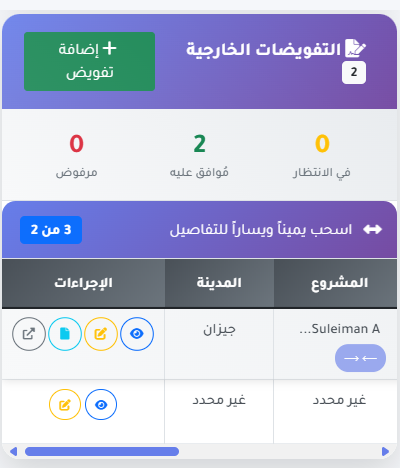 التفويضات الخارجية
2
+ إضافة
تفويض
0
في الانتظار
2
مُوافق عليه
0
مرفوض
اسحب يميناً ويساراً للتفاصيل
3 من 2
المشروع المدينة الإجراءات
Suleiman A... جيزان
← →
غير محدد غير محدد